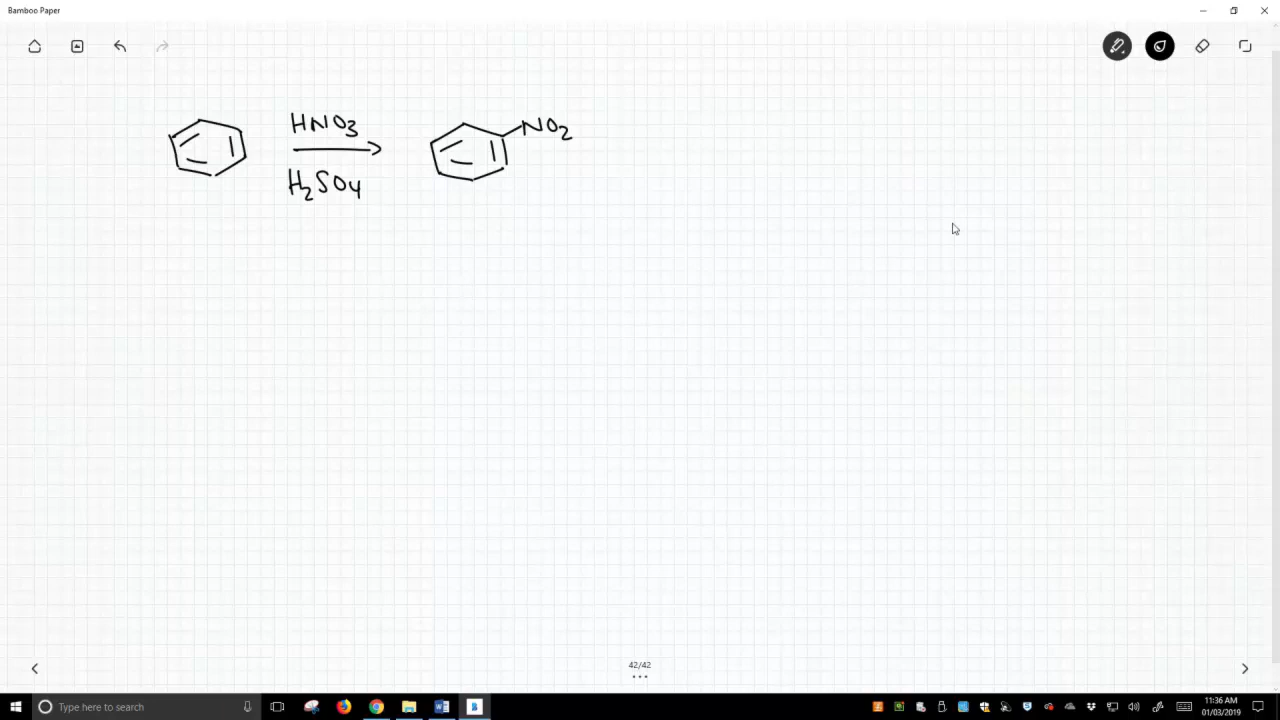 Bamboo Paper
HNO3
NO2
H2SO4
42/42
Type here to search
11:36 AM
01/03/2019